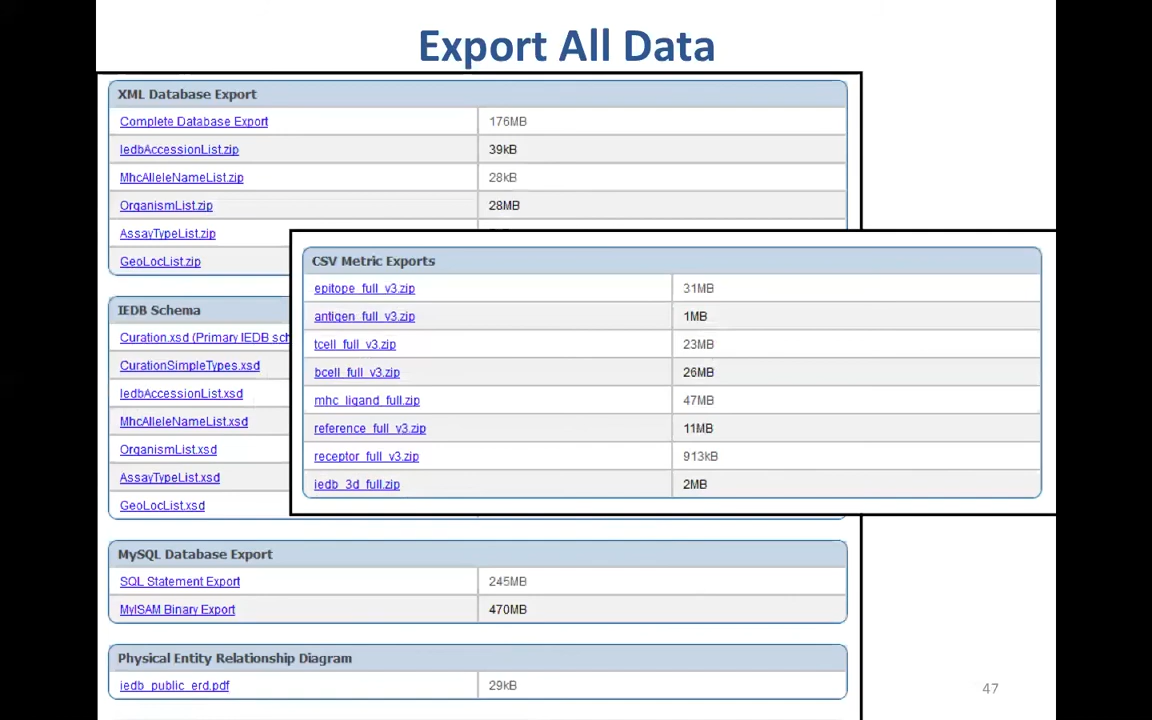 Export All Data
XML Database Export
Complete Database Export 176MB
IedbAccessionList.zip 39kB
MhcAlleleNameList.zip 28kB
OrganismList.zip 28MB
AssayTypeList.zip
GeoLocList.zip
IEDB Schema
Curation.xsd (Primary IEDB sch
CurationSimpleTypes.xsd
IedbAccessionList.xsd
MhcAlleleNameList.xsd
OrganismList.xsd
AssayTypeList.xsd
GeoLocList.xsd
CSV Metric Exports
epitope_full_v3.zip 31MB
antigen_full_v3.zip 1MB
tcell_full_v3.zip 23MB
bcell_full_v3.zip 26MB
mhc_ligand_full.zip 47MB
reference_full_v3.zip 11MB
receptor_full_v3.zip 913kB
iedb_3d_full.zip 2MB
MySQL Database Export
SQL Statement Export 245MB
MyISAM Binary Export 470MB
Physical Entity Relationship Diagram
iedb_public_erd.pdf 29kB
47